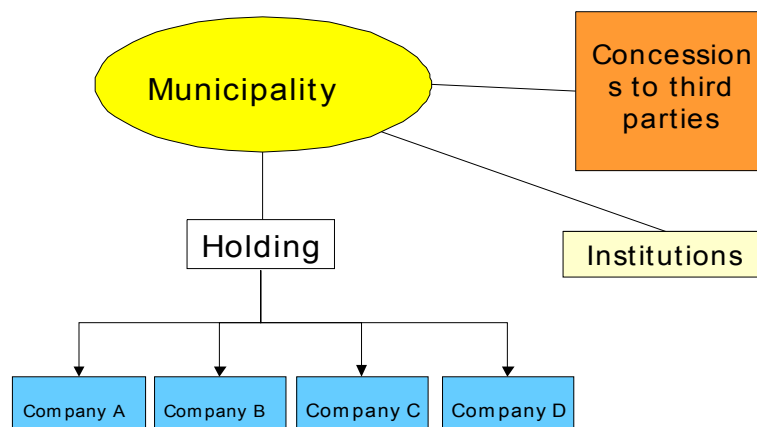 Concession
s to third
parties
Municipality
Holding
Institutions
Company A
Company B
Company C
Company D